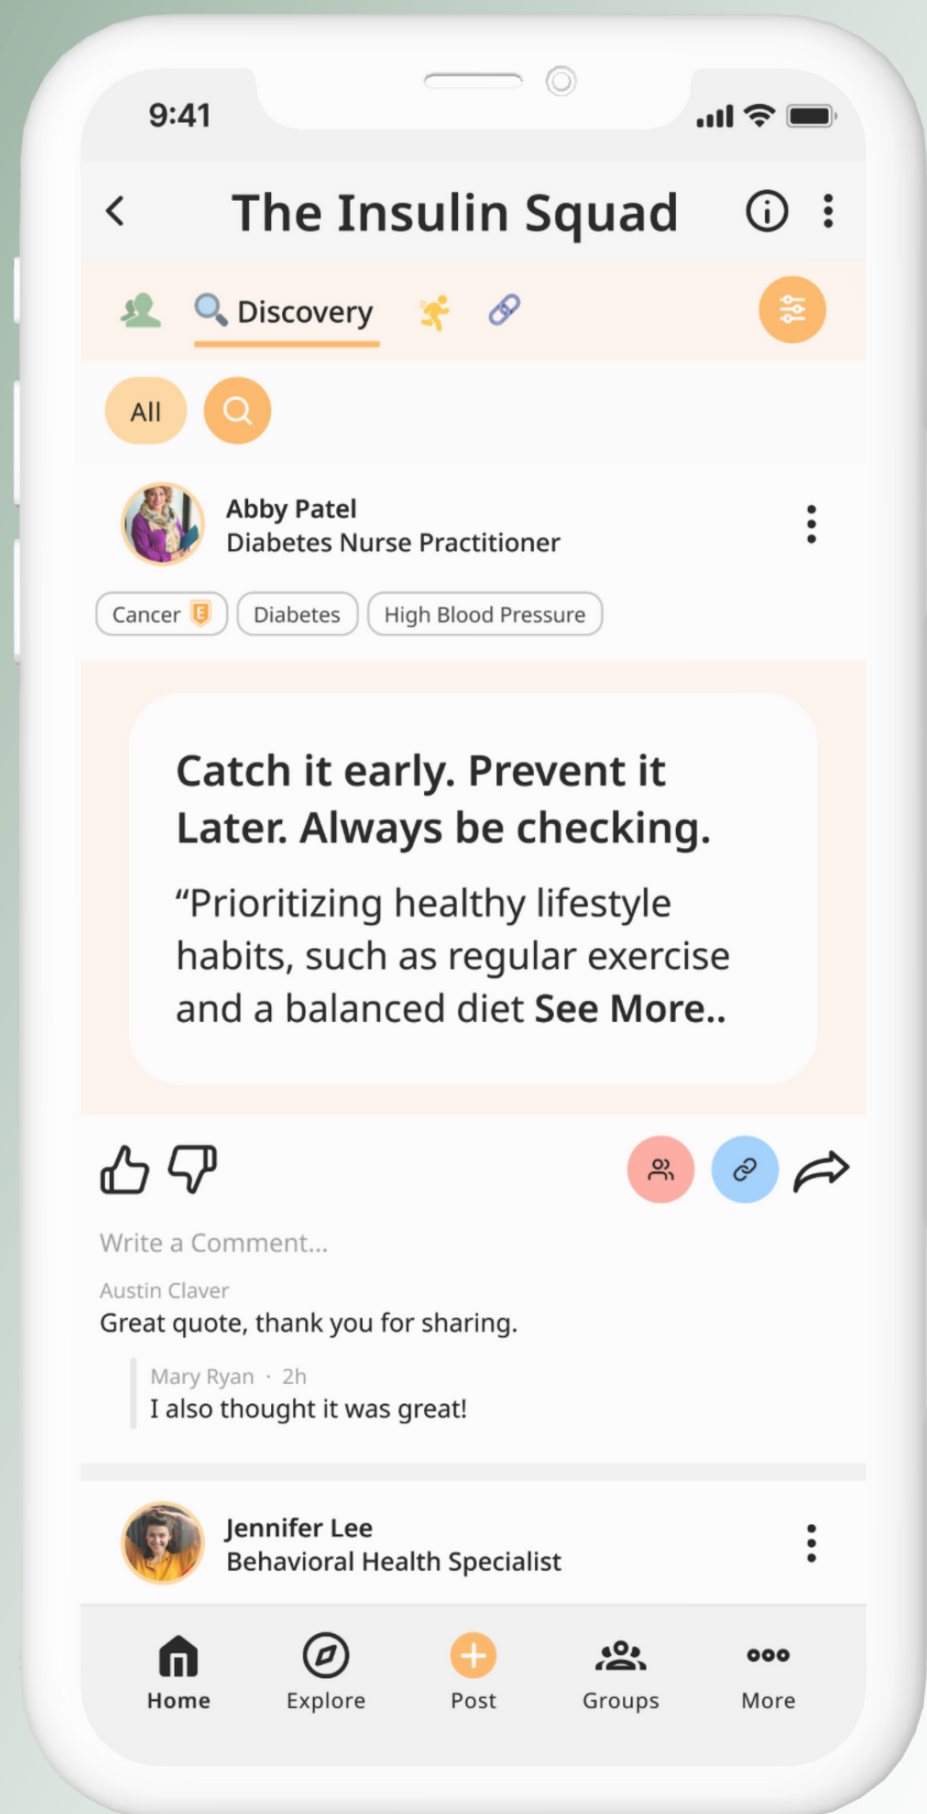 9:41
The Insulin Squad
Discovery
All
Abby Patel
Diabetes Nurse Practitioner
Cancer E
Diabetes
High Blood Pressure
Catch it early. Prevent it
Later. Always be checking.
“Prioritizing healthy lifestyle
habits, such as regular exercise
and a balanced diet See More..
Write a Comment...
Austin Claver
Great quote, thank you for sharing.
Mary Ryan · 2h
I also thought it was great!
Jennifer Lee
Behavioral Health Specialist
Home
Explore
Post
Groups
More